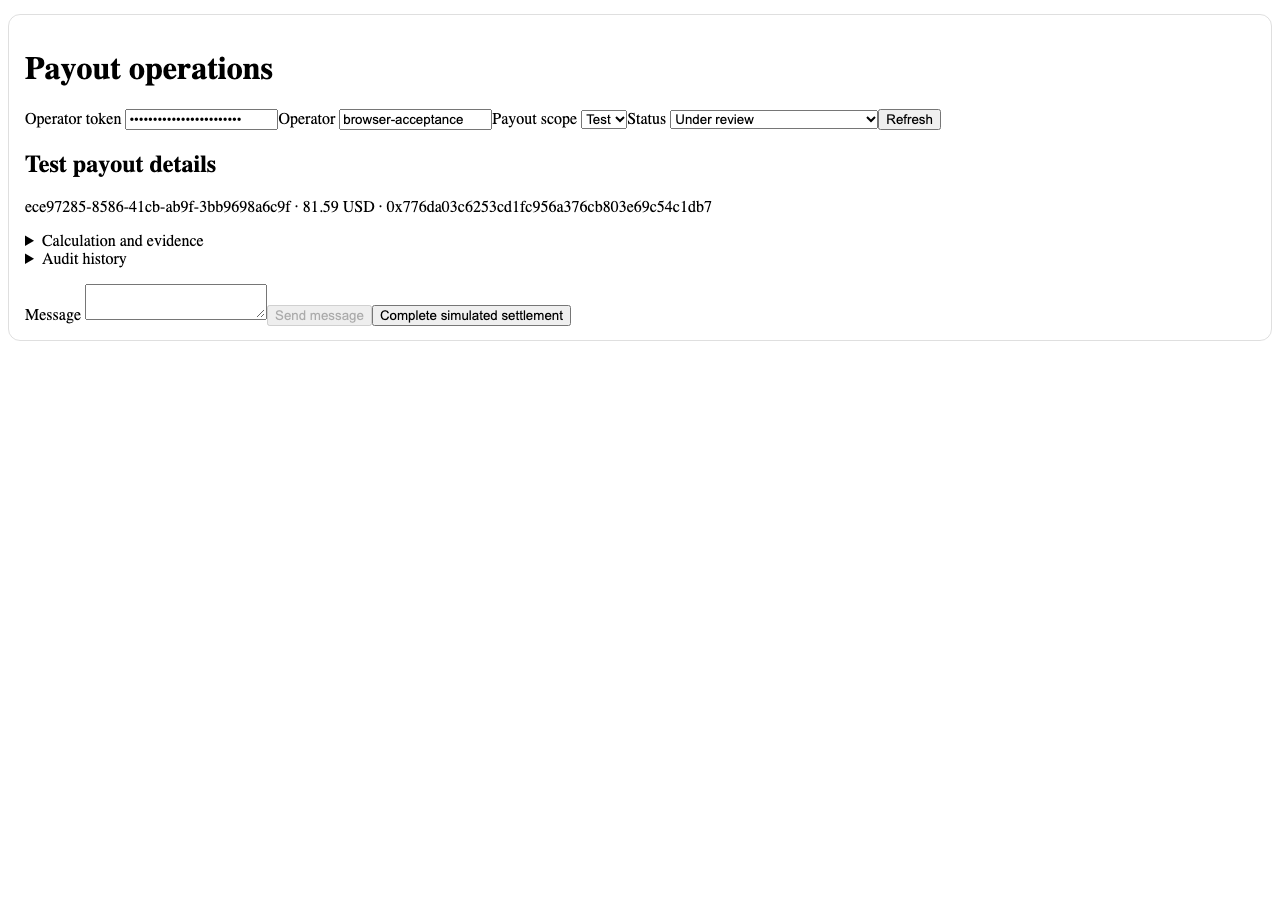 Payout operations
Operator token •••••••••••••••••••••••• Operator browser-acceptance Payout scope Test Status Under review Refresh
Test payout details
ece97285-8586-41cb-ab9f-3bb9698a6c9f · 81.59 USD · 0x776da03c6253cd1fc956a376cb803e69c54c1db7
Calculation and evidence
Audit history
Message Send message Complete simulated settlement